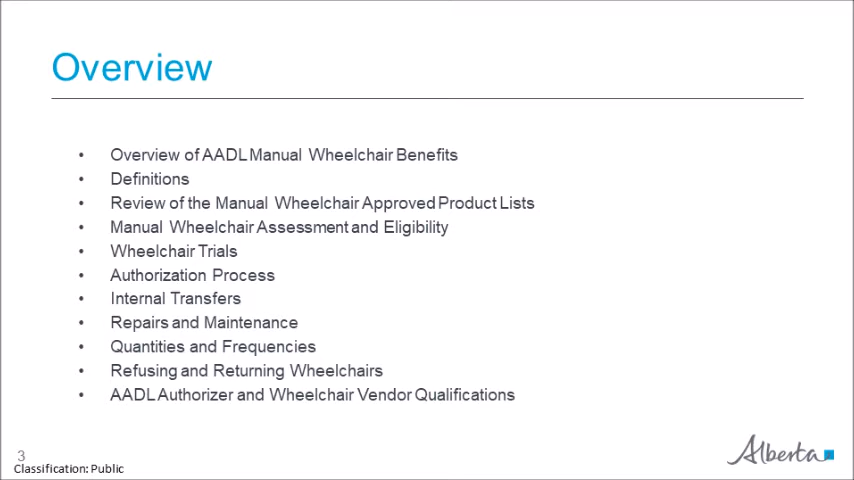 Overview
• Overview of AADL Manual Wheelchair Benefits
• Definitions
• Review of the Manual Wheelchair Approved Product Lists
• Manual Wheelchair Assessment and Eligibility
• Wheelchair Trials
• Authorization Process
• Internal Transfers
• Repairs and Maintenance
• Quantities and Frequencies
• Refusing and Returning Wheelchairs
• AADL Authorizer and Wheelchair Vendor Qualifications
3
Classification: Public
Alberta